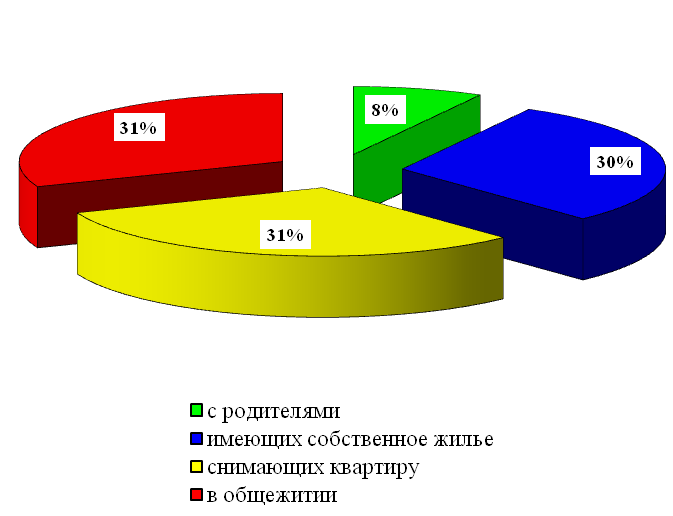 8%
31%
30%
31%
с родителями
имеющих собственное жилье
снимающих квартиру
в общежитии